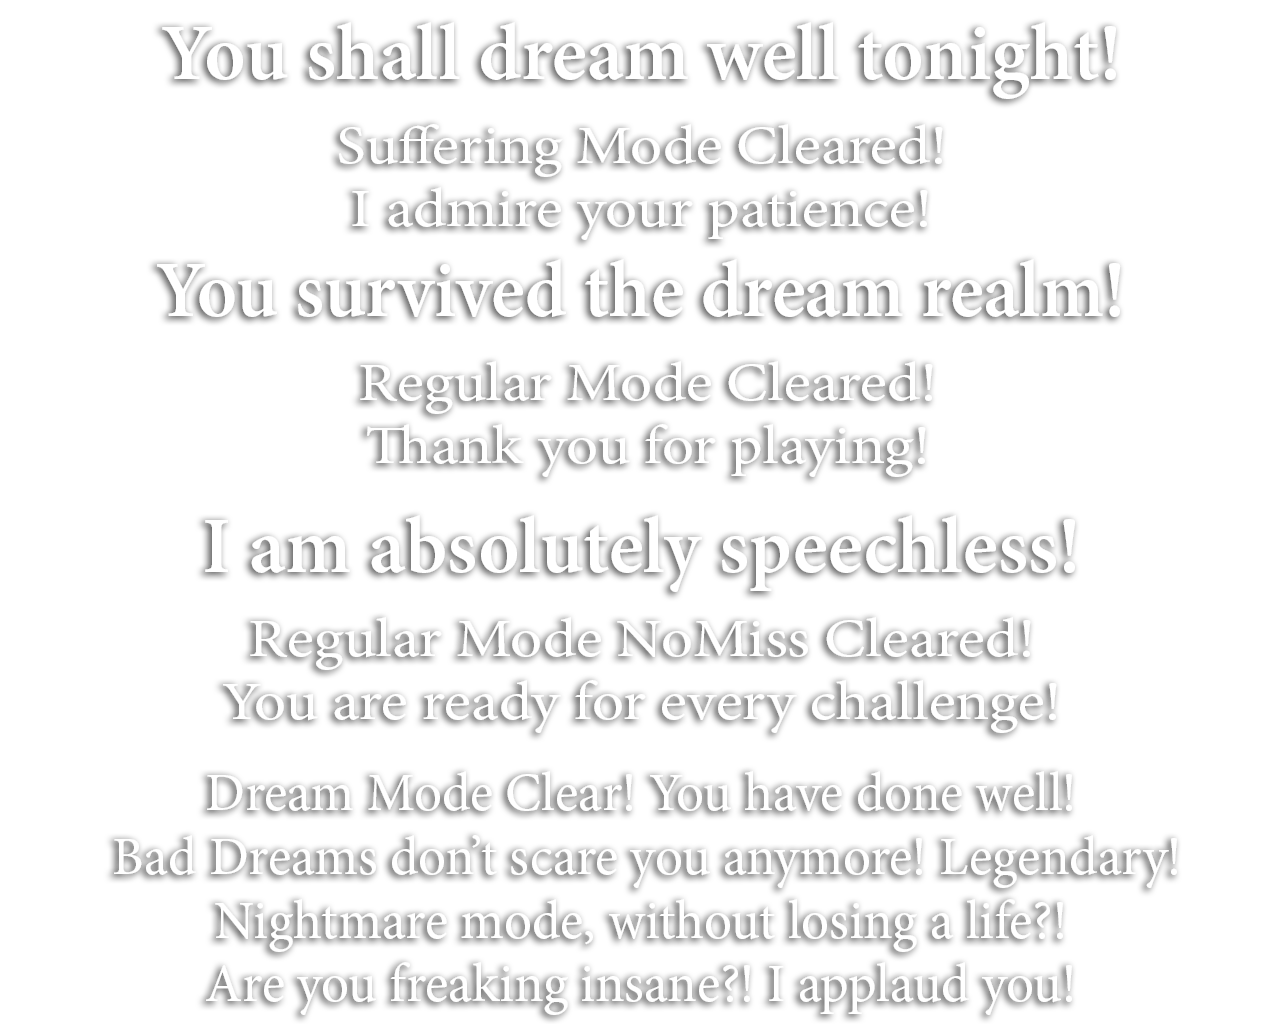 You shall dream well tonight!
Suffering Mode Cleared!
I admire your patience!
You survived the dream realm!
Regular Mode Cleared!
Thank you for playing!
I am absolutely speechless!
Regular Mode NoMiss Cleared!
You are ready for every challenge!
Dream Mode Clear! You have done well!
Bad Dreams don’t scare you anymore! Legendary!
Nightmare mode, without losing a life?!
Are you freaking insane?! I applaud you!